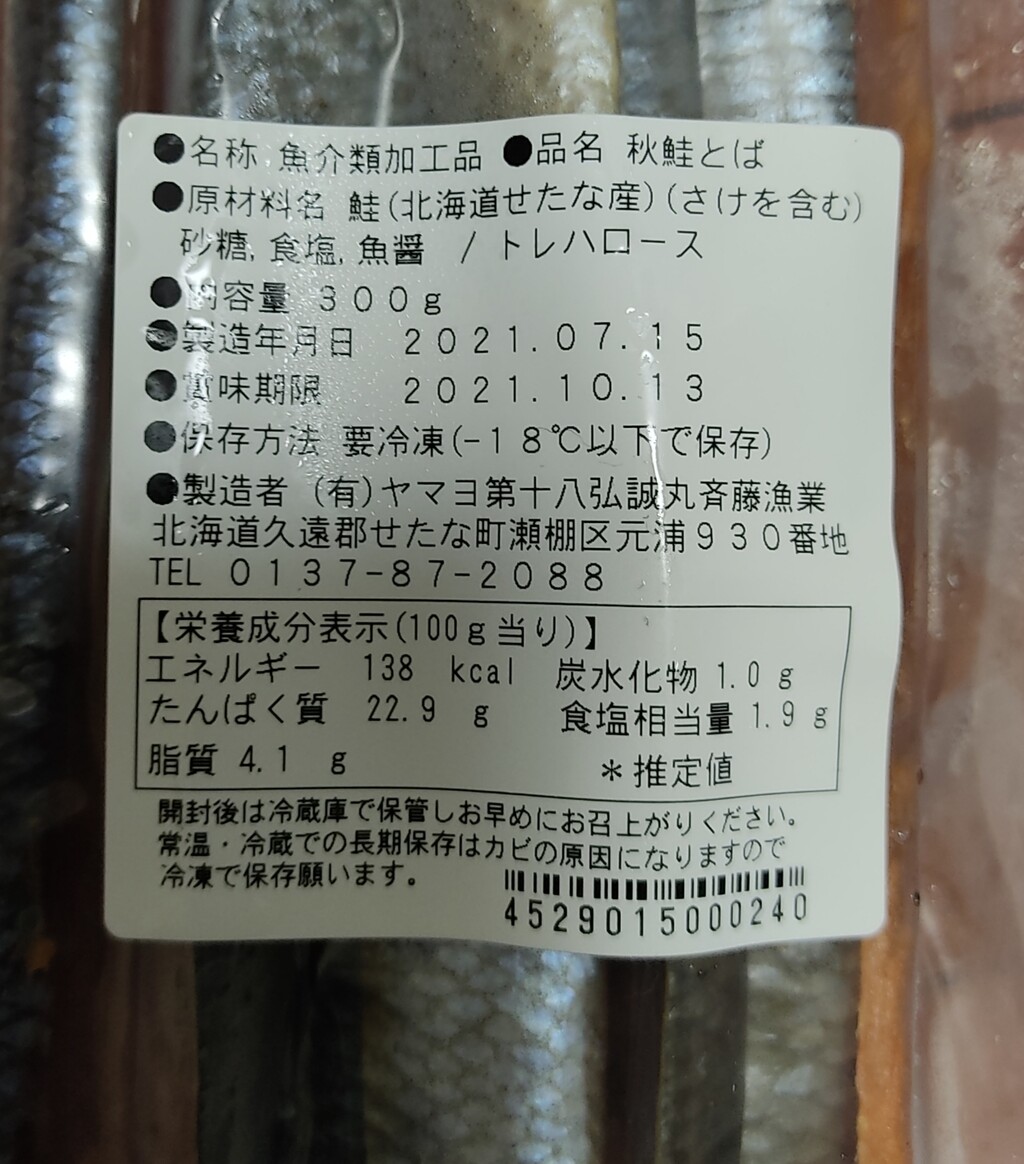 ●名称 魚介類加工品 ●品名 秋鮭とば
●原材料名 鮭(北海道せたな産)(さけを含む)
砂糖, 食塩, 魚醤 / トレハロース
●内容量 300g
●製造年月日 2021.07.15
●賞味期限 2021.10.13
●保存方法 要冷凍(-18℃以下で保存)
●製造者 (有)ヤマヨ第十八弘誠丸斉藤漁業
北海道久遠郡せたな町瀬棚区元浦930番地
TEL 0137-87-2088
【栄養成分表示(100g当り)】
エネルギー 138 kcal 炭水化物 1.0 g
たんぱく質 22.9 g 食塩相当量 1.9 g
脂質 4.1 g *推定値
開封後は冷蔵庫で保管しお早めにお召上がりください。
常温・冷蔵での長期保存はカビの原因になりますので
冷凍で保存願います。
4529015000240